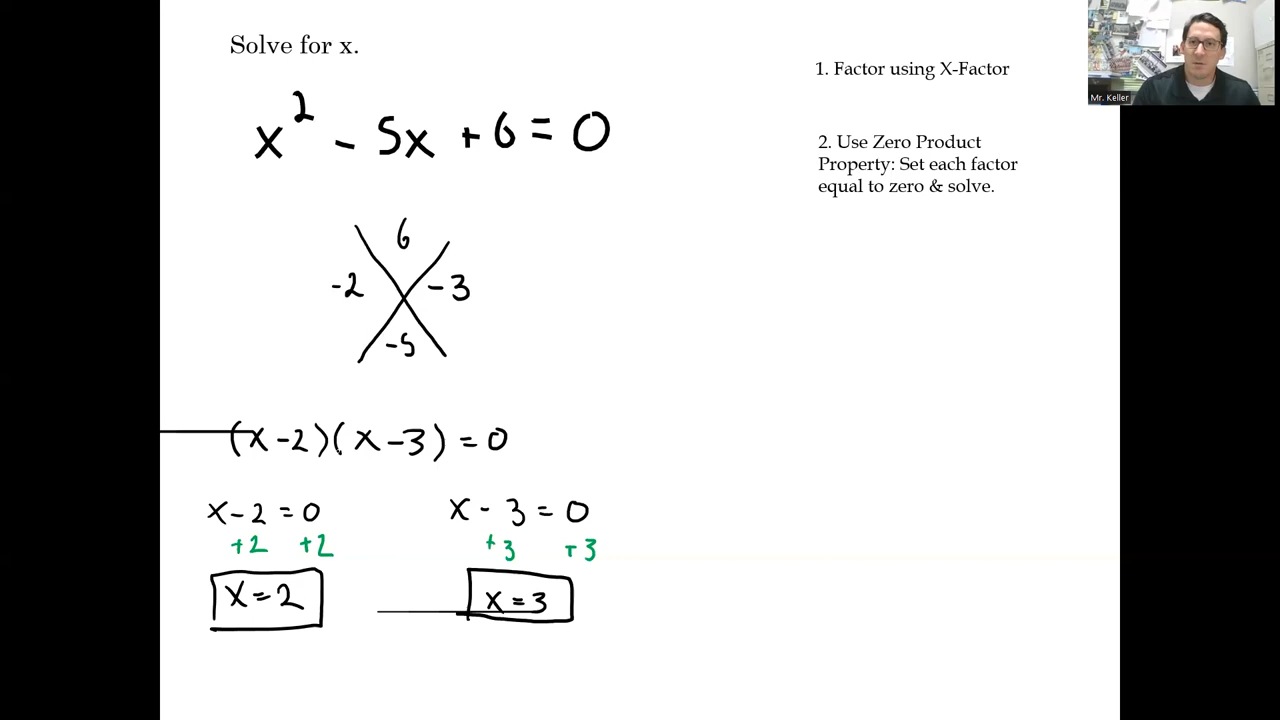 Solve for x.
x² - 5x + 6 = 0
6
-2 -3
-5
(x-2)(x-3) = 0
x-2 = 0 x - 3 = 0
+2 +2 +3 +3
x = 2 x = 3
1. Factor using X-Factor
2. Use Zero Product
Property: Set each factor
equal to zero & solve.
Mr. Keller